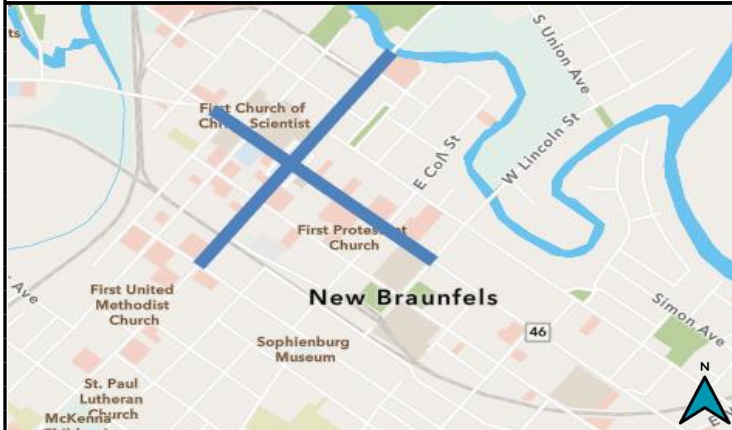 ts
S Union Ave
First Church of
Christ, Scientist
W Lincoln St
E Coll St
First Protestant
Church
Ave
First United
Methodist
Church
New Braunfels
Simon Ave
46
Sophienburg
Museum
N
St. Paul
Lutheran
Church
McKenna
E